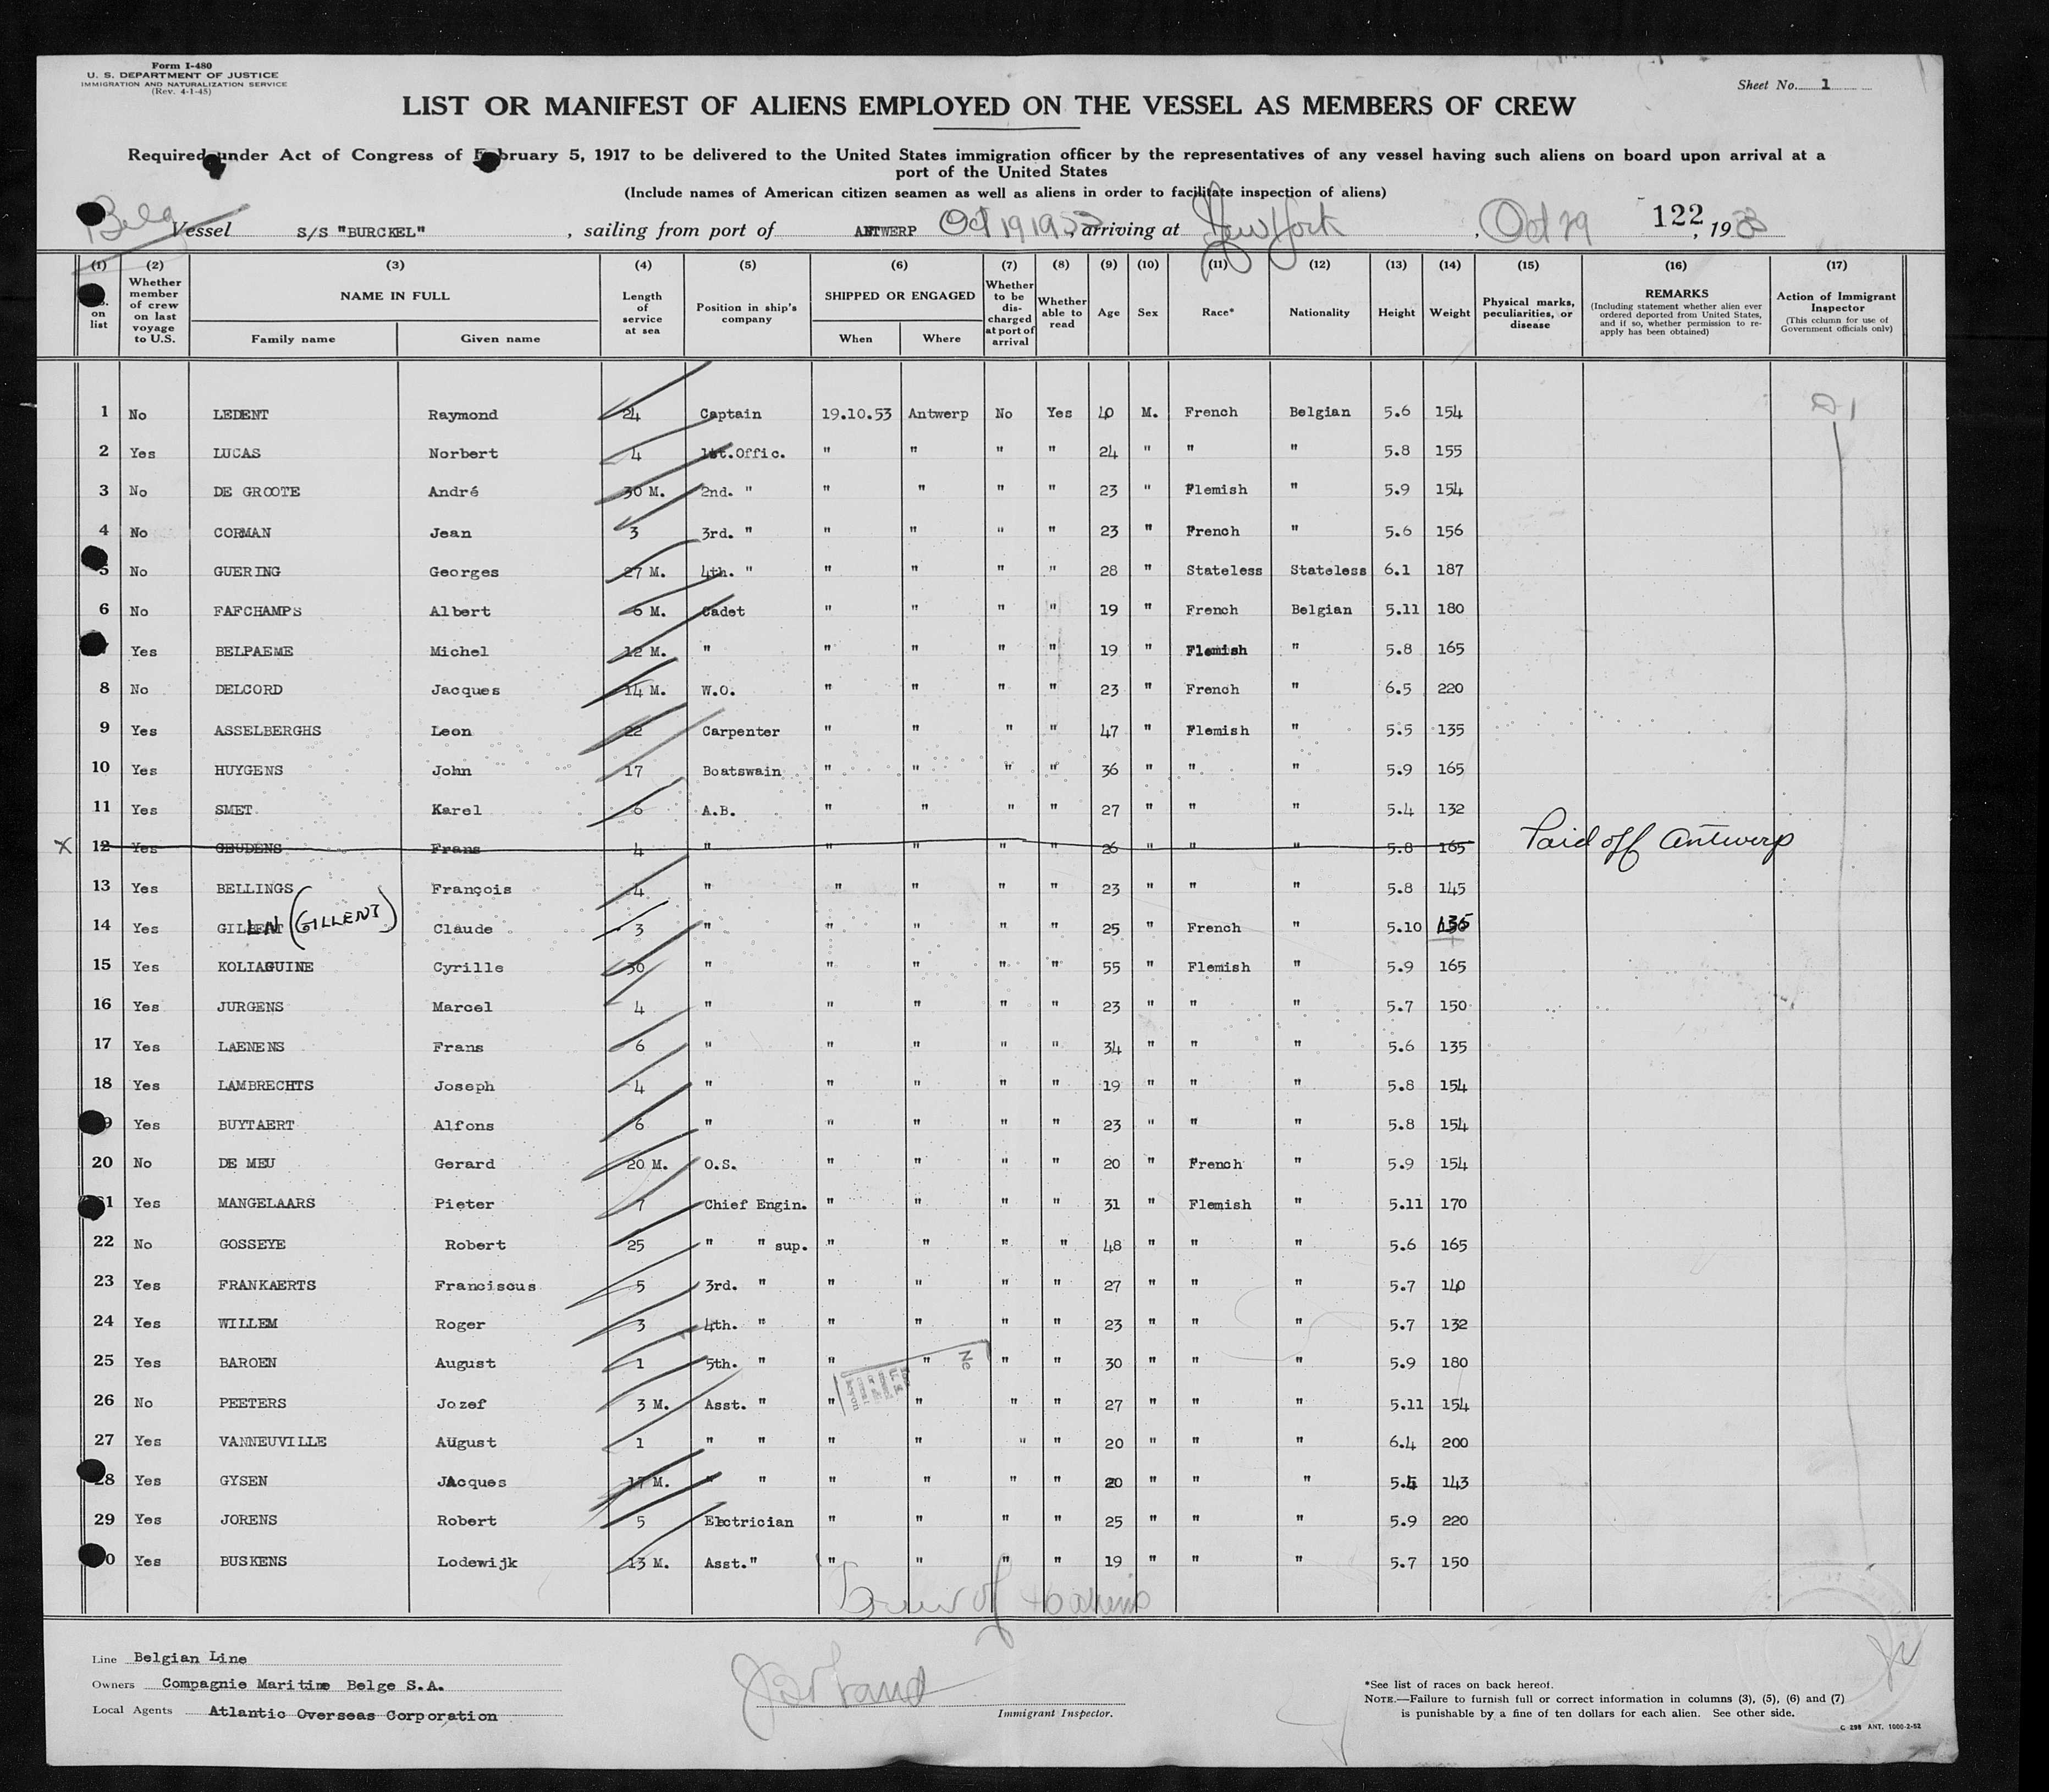 Form I-480
U. S. DEPARTMENT OF JUSTICE
IMMIGRATION AND NATURALIZATION SERVICE
(Rev. 4-1-45)
Sheet No. 1
LIST OR MANIFEST OF ALIENS EMPLOYED ON THE VESSEL AS MEMBERS OF CREW
Required under Act of Congress of February 5, 1917 to be delivered to the United States immigration officer by the representatives of any vessel having such aliens on board upon arrival at a
port of the United States
(Include names of American citizen seamen as well as aliens in order to facilitate inspection of aliens)
Belg Vessel S/S "BURCKEL", sailing from port of ANTWERP Oct 19 1953, arriving at New York, Oct 29 122, 1953
(1) (2) (3) (4) (5) (6) (7) (8) (9) (10) (11) (12) (13) (14) (15) (16) (17)
on list
Whether member of crew on last voyage to U.S.
NAME IN FULL
Family name Given name
Length of service at sea
Position in ship's company
SHIPPED OR ENGAGED
When Where
Whether to be discharged at port of arrival
Whether able to read
Age
Sex
Race*
Nationality
Height
Weight
Physical marks, peculiarities, or disease
REMARKS
(Including statement whether alien ever ordered deported from United States, and if so, whether permission to reapply has been obtained)
Action of Immigrant Inspector
(This column for use of Government officials only)
1 No LEDENT Raymond 24 Captain 19.10.53 Antwerp No Yes 40 M. French Belgian 5.6 154
2 Yes LUCAS Norbert 4 1st.Offic. " " " " 24 " " " 5.8 155
3 No DE GROOTE André 30 M. 2nd. " " " " " 23 " Flemish " 5.9 154
4 No CORMAN Jean 3 3rd. " " " " " 23 " French " 5.6 156
5 No GUERING Georges 27 M. 4th. " " " " " 28 " Stateless Stateless 6.1 187
6 No FAFCHAMPS Albert 6 M. Cadet " " " " 19 " French Belgian 5.11 180
Yes BELPAEME Michel 12 M. " " " " " 19 " Flemish " 5.8 165
8 No DELCORD Jacques 14 M. W.O. " " " " 23 " French " 6.5 220
9 Yes ASSELBERGHS Leon 22 Carpenter " " " " 47 " Flemish " 5.5 135
10 Yes HUYGENS John 17 Boatswain " " " " 36 " " " 5.9 165
11 Yes SMET Karel 6 A.B. " " " " 27 " " " 5.4 132
X 12 Yes GEUDENS Frans 4 " " " " " 26 " " " 5.8 165 Paid off Antwerp
13 Yes BELLINGS François 4 " " " " " 23 " " " 5.8 145
14 Yes GILLENT (GILLENT) Claude 3 " " " " " 25 " French " 5.10 135
15 Yes KOLIAGUINE Cyrille 30 " " " " " 55 " Flemish " 5.9 165
16 Yes JURGENS Marcel 4 " " " " " 23 " " " 5.7 150
17 Yes LAENENS Frans 6 " " " " " 34 " " " 5.6 135
18 Yes LAMBRECHTS Joseph 4 " " " " " 19 " " " 5.8 154
9 Yes BUYTAERT Alfons 6 " " " " " 23 " " " 5.8 154
20 No DE MEU Gerard 20 M. O.S. " " " " 20 " French " 5.9 154
1 Yes MANGELAARS Pieter 7 Chief Engin. " " " " 31 " Flemish " 5.11 170
22 No GOSSEYE Robert 25 " " sup. " " " " 48 " " " 5.6 165
23 Yes FRANKAERTS Franciscus 5 3rd. " " " " " 27 " " " 5.7 140
24 Yes WILLEM Roger 3 4th. " " " " " 23 " " " 5.7 132
25 Yes BAROEN August 1 5th. " " " " " 30 " " " 5.9 180
26 No PEETERS Jozef 3 M. Asst. " " " " " 27 " " " 5.11 154
27 Yes VANNEUVILLE August 1 " " " " " " 20 " " " 6.4 200
28 Yes GYSEN JAcques 17 M. " " " " " " 20 " " " 5.4 143
29 Yes JORENS Robert 5 Electrician " " " " 25 " " " 5.9 220
0 Yes BUSKENS Lodewijk 13 M. Asst." " " " " 19 " " " 5.7 150
Line Belgian Line
Owners Compagnie Maritime Belge S.A.
Local Agents Atlantic Overseas Corporation
Immigrant Inspector.
*See list of races on back hereof.
NOTE.—Failure to furnish full or correct information in columns (3), (5), (6) and (7)
is punishable by a fine of ten dollars for each alien. See other side.
C 298 ANT. 1000-2-52